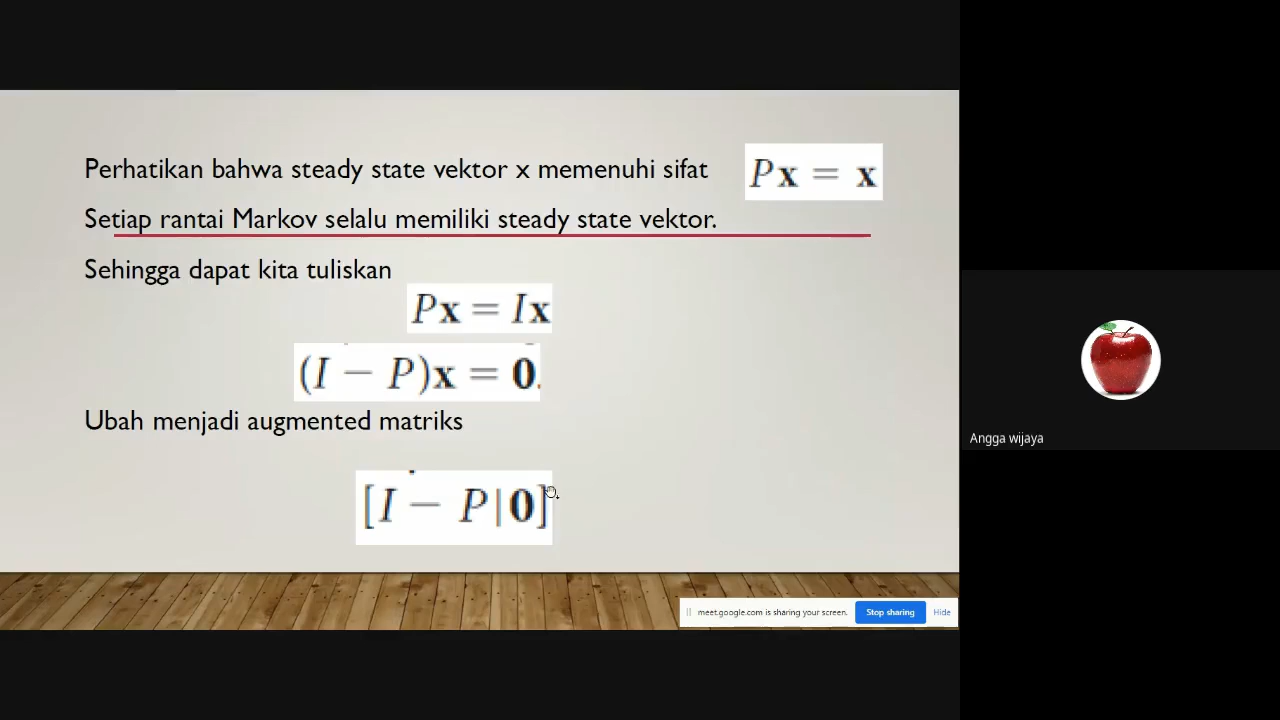 Perhatikan bahwa steady state vektor x memenuhi sifat Px = x
Setiap rantai Markov selalu memiliki steady state vektor.
Sehingga dapat kita tuliskan
Px = Ix
(I − P)x = 0.
Ubah menjadi augmented matriks
[I − P|0]
Angga wijaya
meet.google.com is sharing your screen. Stop sharing Hide